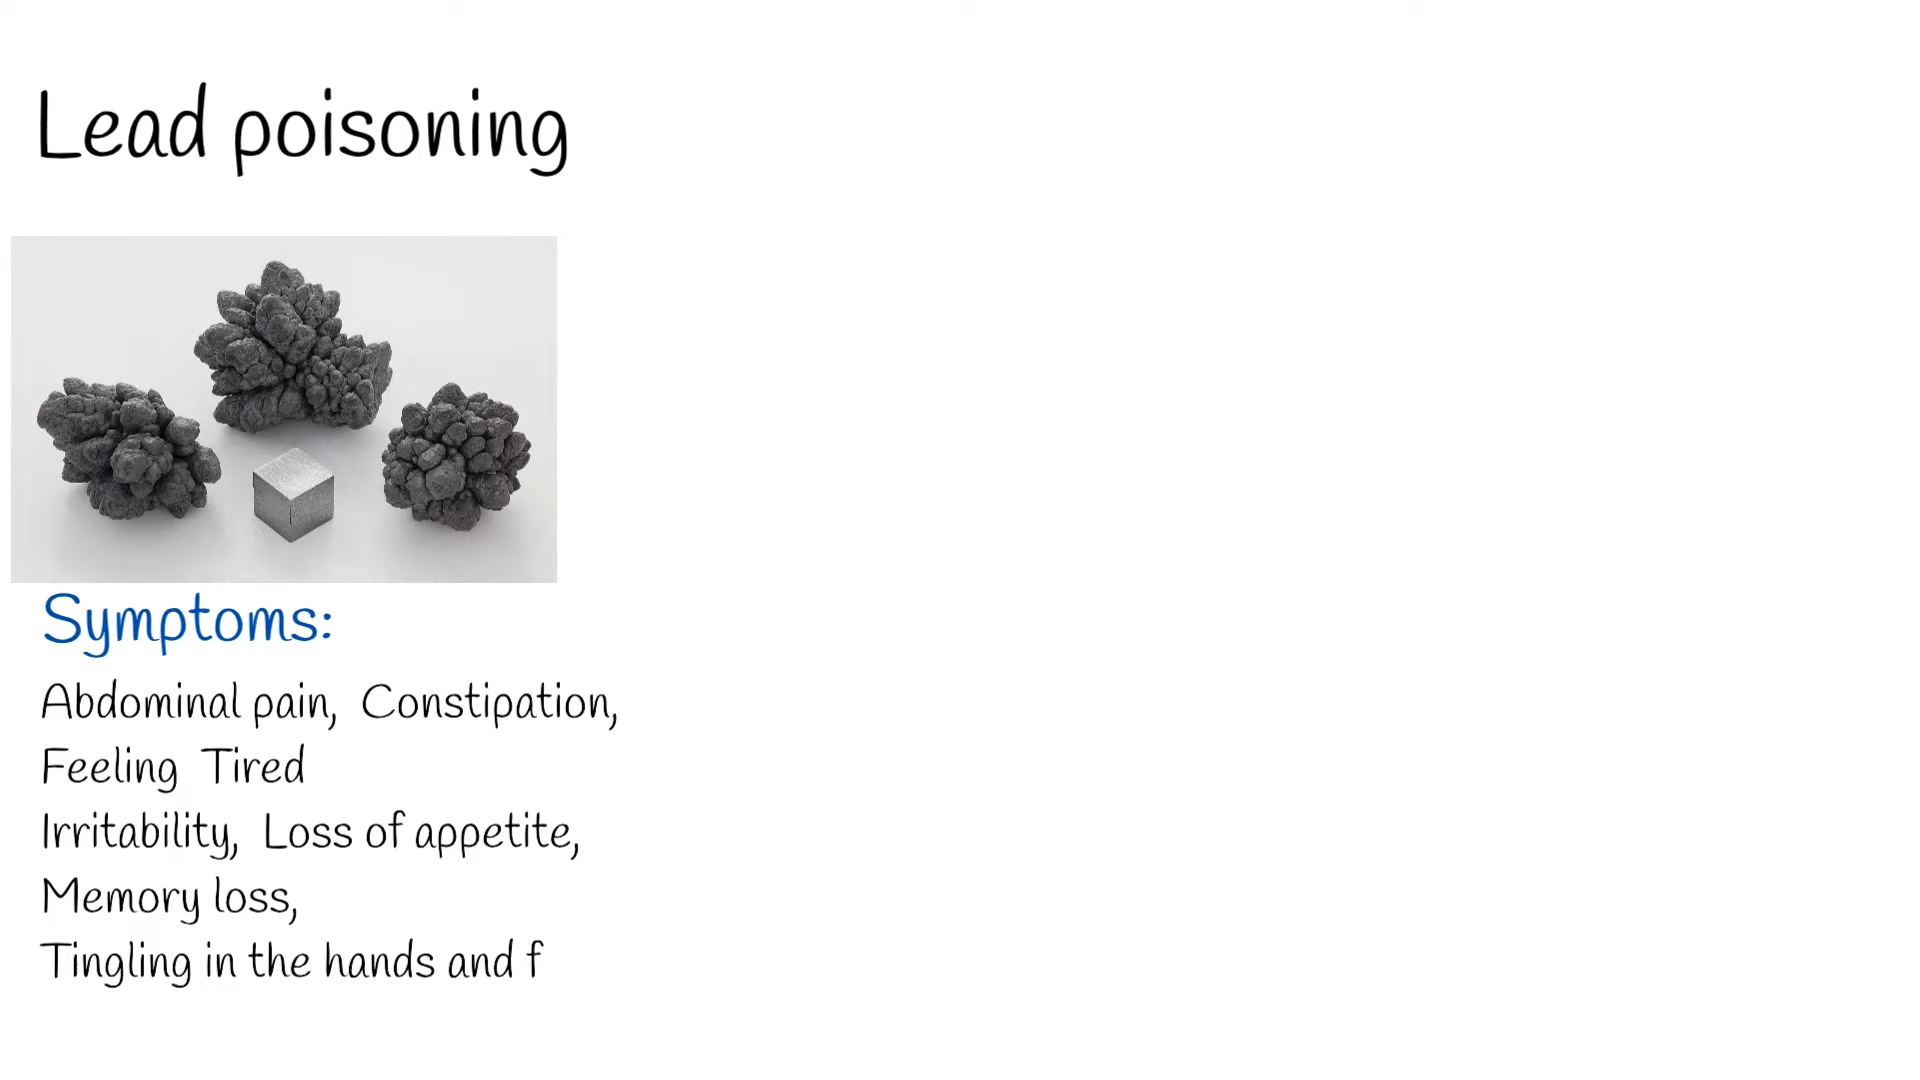 Lead poisoning
Symptoms:
Abdominal pain, Constipation,
Feeling Tired
Irritability, Loss of appetite,
Memory loss,
Tingling in the hands and f